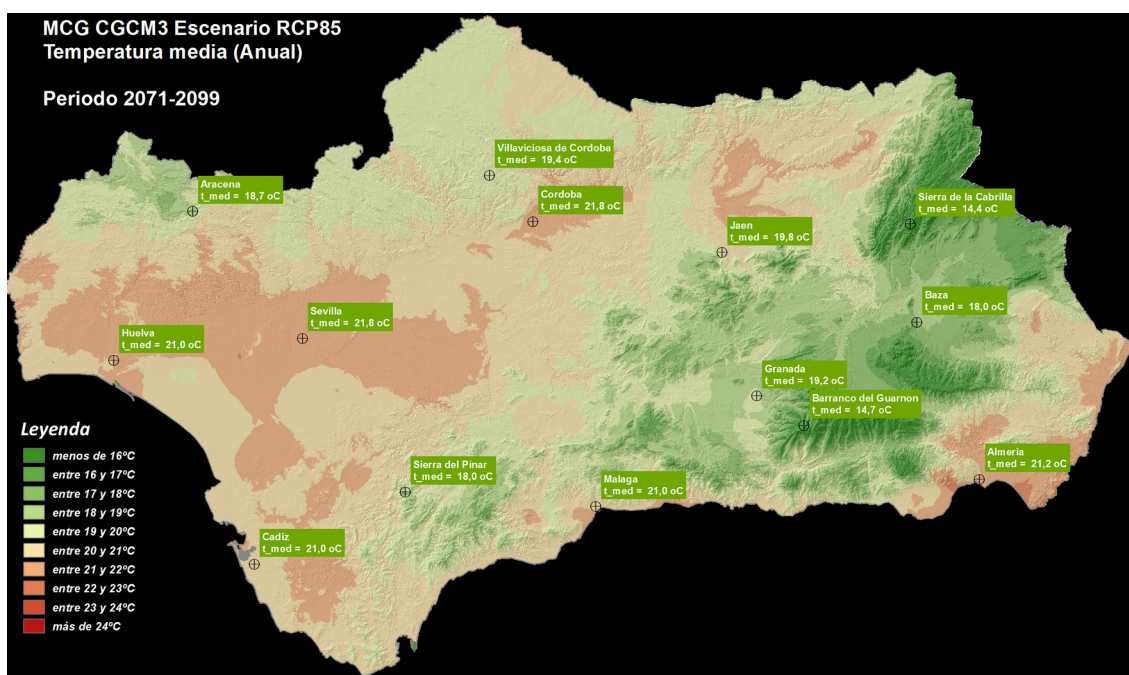 MCG CGCM3 Escenario RCP85
Temperatura media (Anual)
Periodo 2071-2099
Villaviciosa de Cordoba
t_med = 19,4 oC
Aracena
t_med = 18,7 oC
Cordoba
t_med = 21,8 oC
Sierra de la Cabrilla
t_med = 14,4 oC
Jaen
t_med = 19,8 oC
Baza
t_med = 18,0 oC
Sevilla
t_med = 21,8 oC
Huelva
t_med = 21,0 oC
Granada
t_med = 19,2 oC
Barranco del Guarnon
t_med = 14,7 oC
Almeria
t_med = 21,2 oC
Sierra del Pinar
t_med = 18,0 oC
Malaga
t_med = 21,0 oC
Cadiz
t_med = 21,0 oC
Leyenda
menos de 16ºC
entre 16 y 17ºC
entre 17 y 18ºC
entre 18 y 19ºC
entre 19 y 20ºC
entre 20 y 21ºC
entre 21 y 22ºC
entre 22 y 23ºC
entre 23 y 24ºC
más de 24ºC